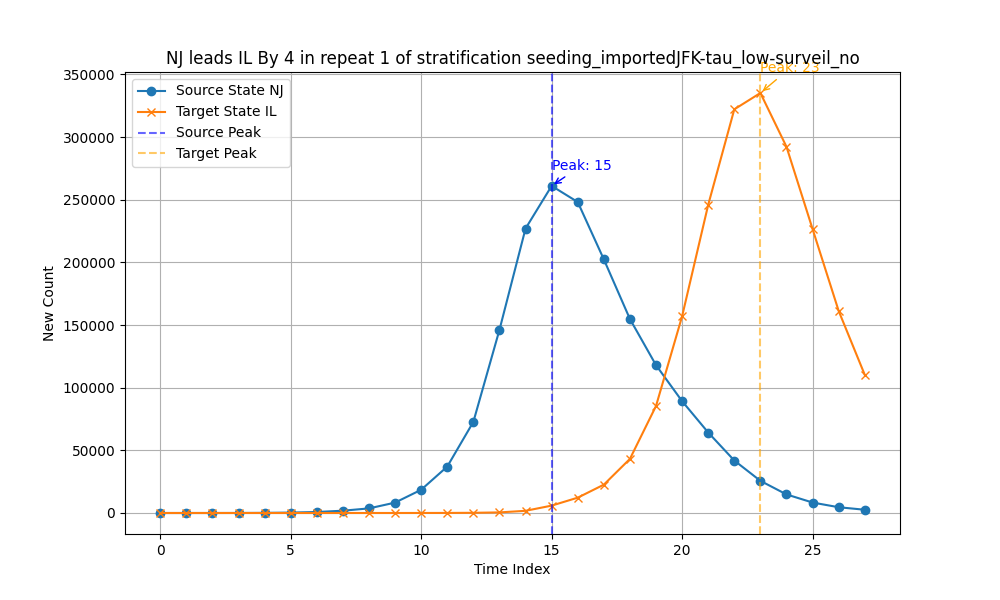 NJ leads IL By 4 in repeat 1 of stratification seeding_importedJFK-tau_low-surveil_no
Peak: 23
Source State NJ
Target State IL
Source Peak
Target Peak
Peak: 15
350000
300000
250000
200000
150000
100000
50000
0
New Count
0 5 10 15 20 25
Time Index